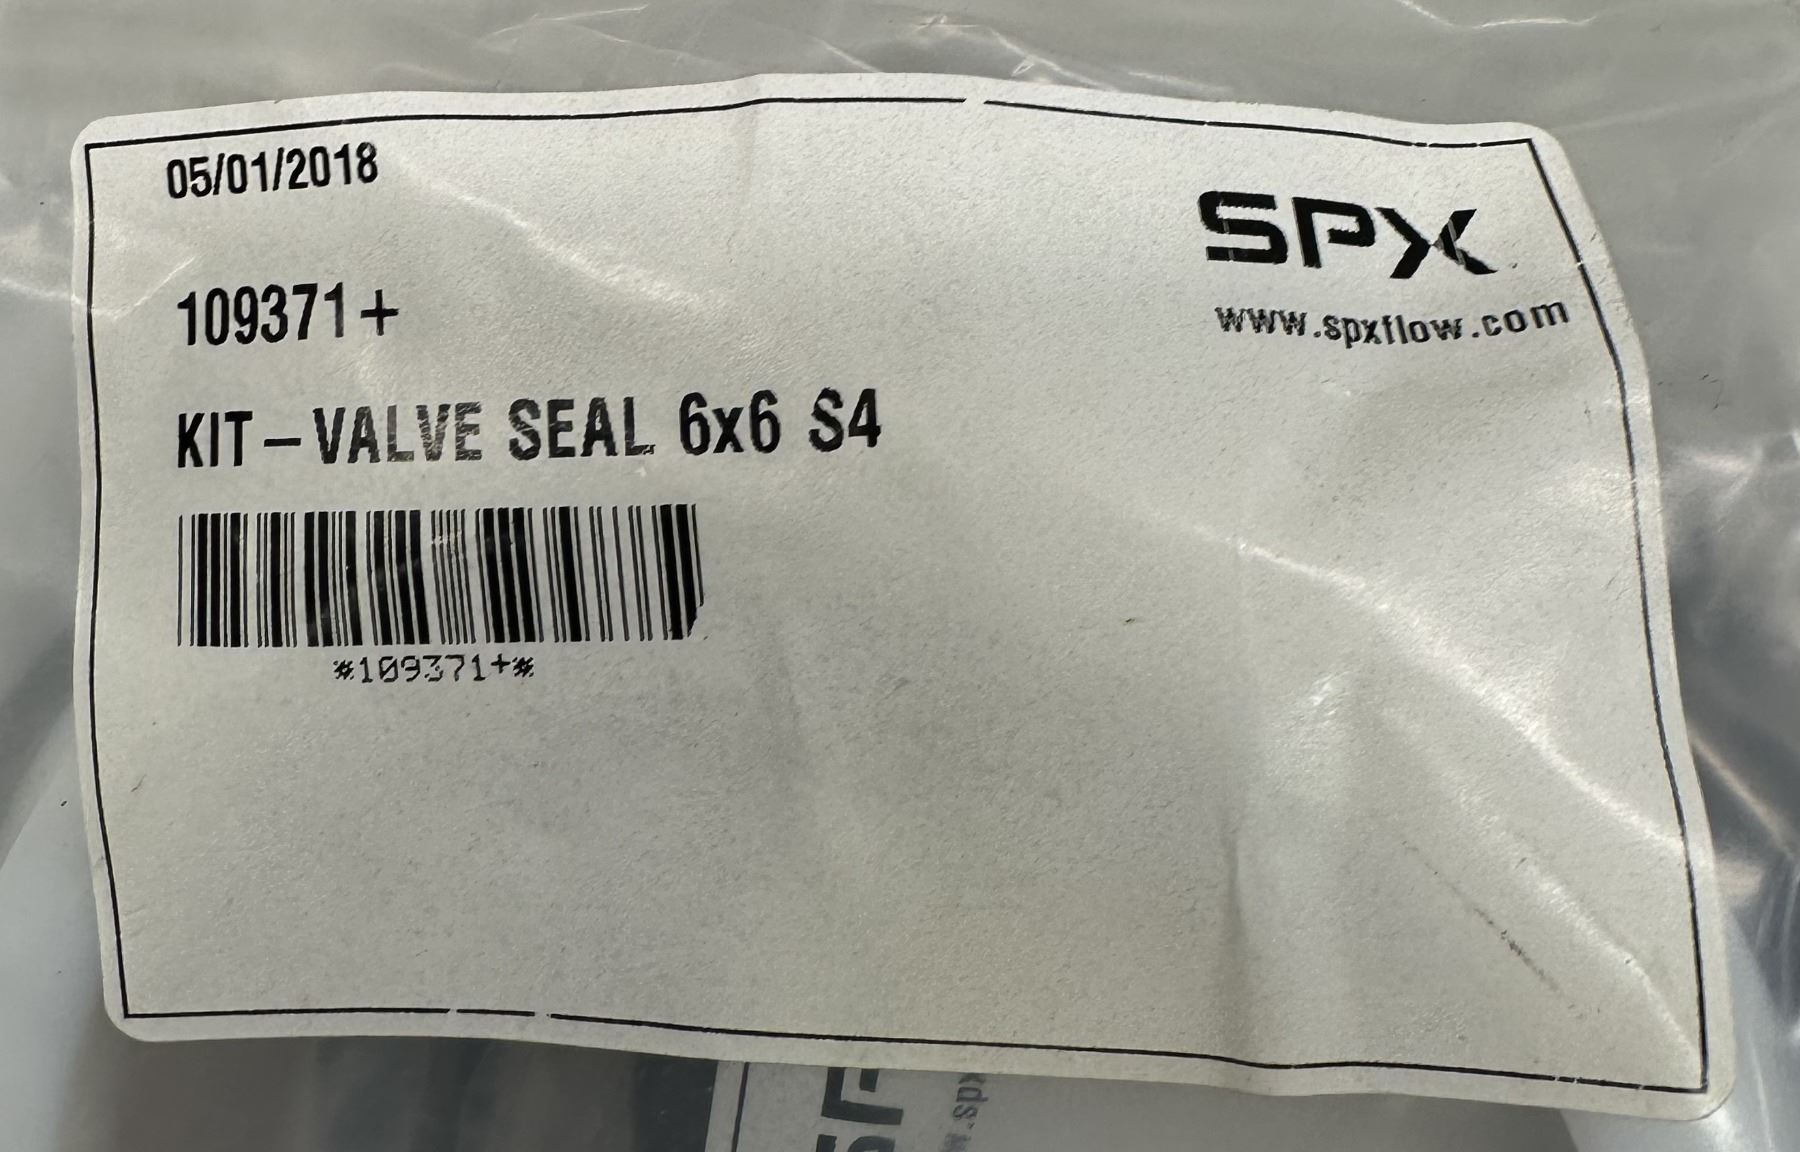 05/01/2018
SPX
www.spxflow.com
109371+
KIT-VALVE SEAL 6x6 S4
*109371+*